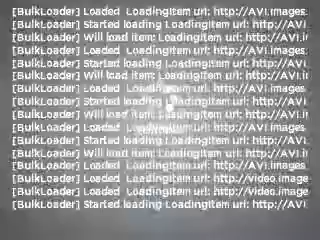 [BulkLoader] Loaded LoadingItem url: http://AVI.images.
[BulkLoader] Started loading LoadingItem url: http://AVI
[BulkLoader] Will load item: LoadingItem url: http://AVI.ir
[BulkLoader] Loaded LoadingItem url: http://AVI.images.
[BulkLoader] Started loading LoadingItem url: http://AVI
[BulkLoader] Will load item: LoadingItem url: http://AVI.ir
[BulkLoader] Loaded LoadingItem url: http://AVI.images.
[BulkLoader] Started loading LoadingItem url: http://AVI
[BulkLoader] Will load item: LoadingItem url: http://AVI.ir
[BulkLoader] Loaded LoadingItem url: http://AVI.images
[BulkLoader] Started loading LoadingItem url: http://AVI
[BulkLoader] Will load item: LoadingItem url: http://AVI.ir
[BulkLoader] Loaded LoadingItem url: http://AVI.images
[BulkLoader] Loaded LoadingItem url: http://video.image
[BulkLoader] Loaded LoadingItem url: http://video.image
[BulkLoader] Started loading LoadingItem url: http://AVI